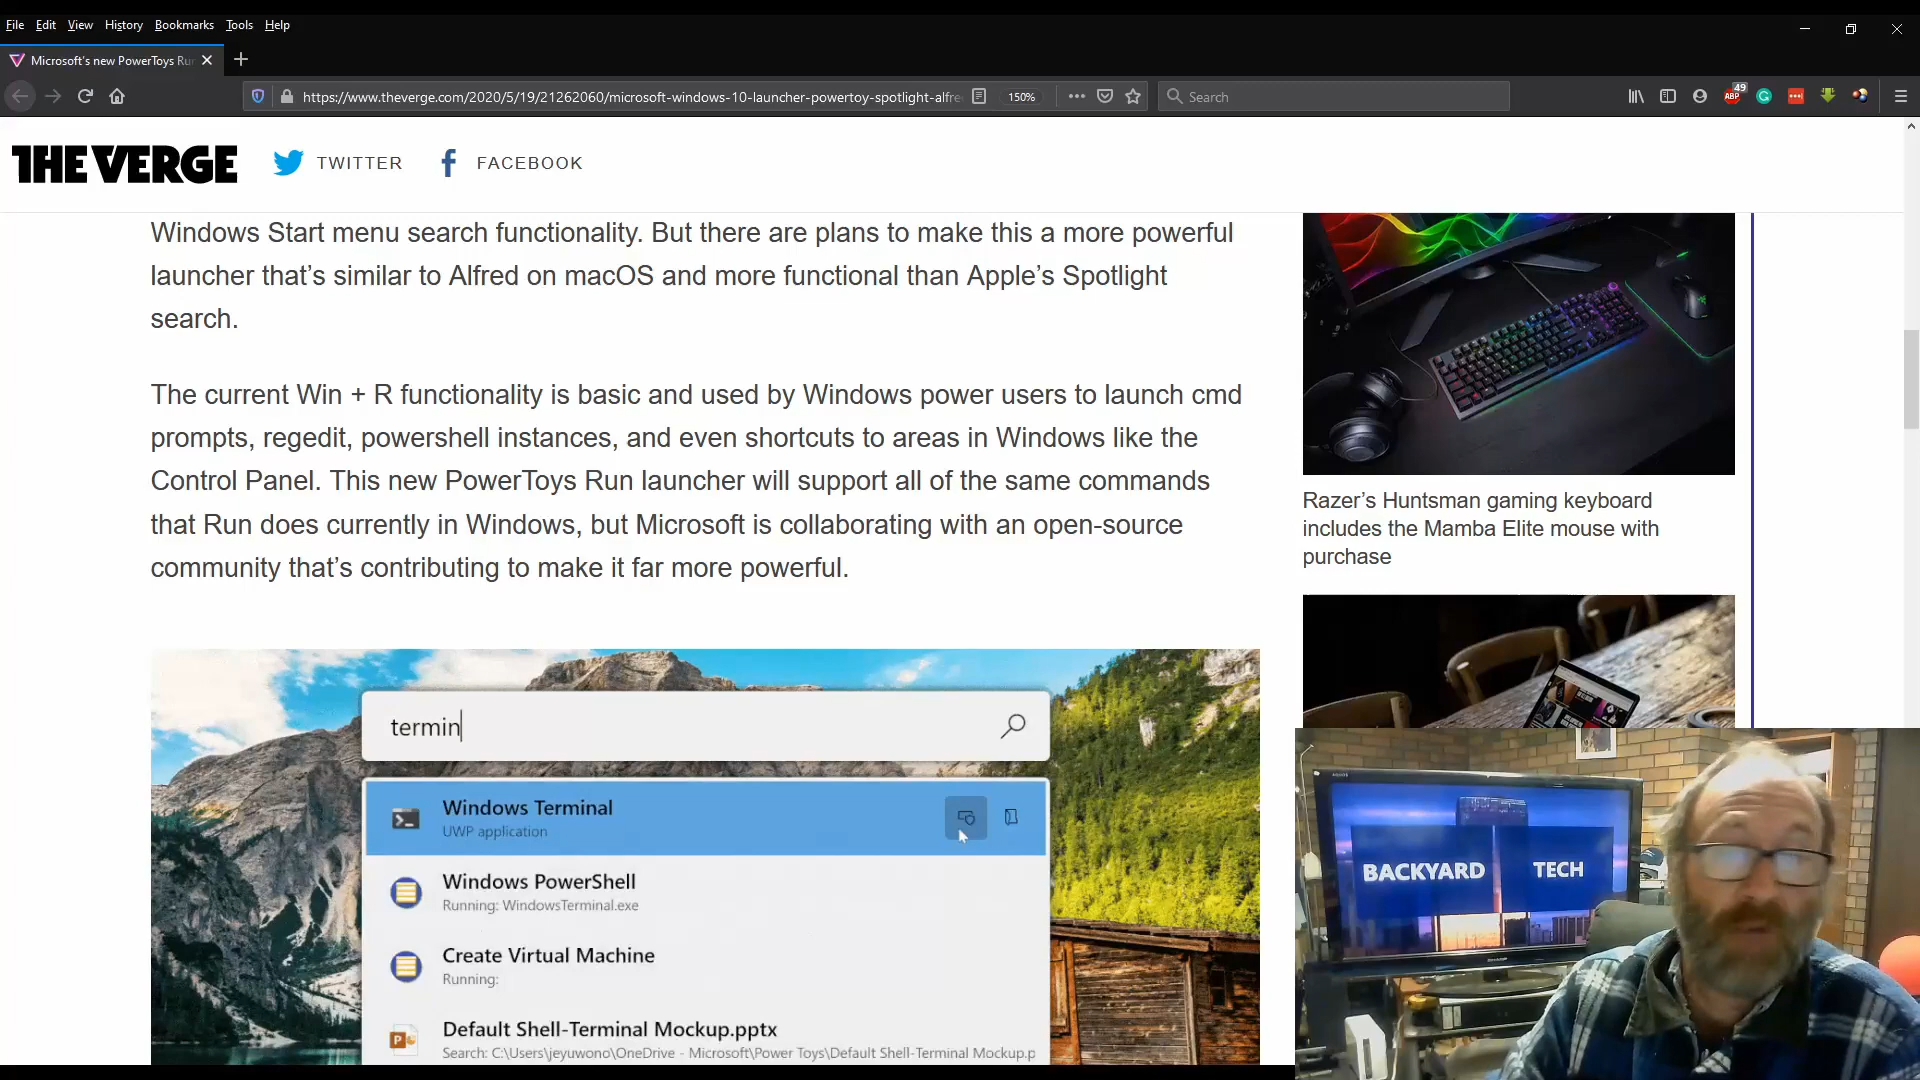 File Edit View History Bookmarks Tools Help
Microsoft's new PowerToys Ru
https://www.theverge.com/2020/5/19/21262060/microsoft-windows-10-launcher-powertoy-spotlight-alfre
150%
Search
49
ABP
THE VERGE
TWITTER
FACEBOOK
Windows Start menu search functionality. But there are plans to make this a more powerful
launcher that’s similar to Alfred on macOS and more functional than Apple’s Spotlight
search.
The current Win + R functionality is basic and used by Windows power users to launch cmd
prompts, regedit, powershell instances, and even shortcuts to areas in Windows like the
Control Panel. This new PowerToys Run launcher will support all of the same commands
that Run does currently in Windows, but Microsoft is collaborating with an open-source
community that’s contributing to make it far more powerful.
termin
Windows Terminal
UWP application
Windows PowerShell
Running: WindowsTerminal.exe
Create Virtual Machine
Running:
Default Shell-Terminal Mockup.pptx
Search: C:\Users\jeyuwono\OneDrive - Microsoft\Power Toys\Default Shell-Terminal Mockup.p
Razer’s Huntsman gaming keyboard
includes the Mamba Elite mouse with
purchase
BACKYARD TECH